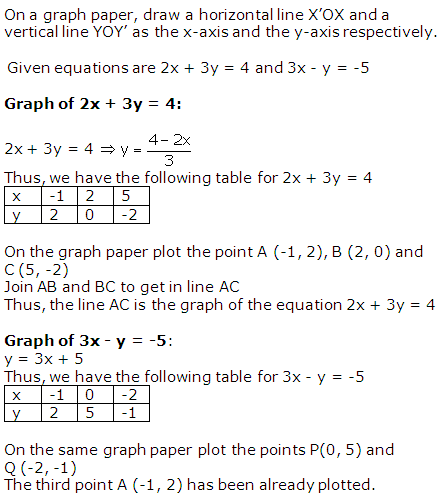 On a graph paper, draw a horizontal line X'OX and a
vertical line YOY' as the x-axis and the y-axis respectively.
Given equations are 2x + 3y = 4 and 3x - y = -5
Graph of 2x + 3y = 4:
2x + 3y = 4 ⇒ y = (4 - 2x)/3
Thus, we have the following table for 2x + 3y = 4
x -1 2 5
y 2 0 -2
On the graph paper plot the point A (-1, 2), B (2, 0) and
C (5, -2)
Join AB and BC to get in line AC
Thus, the line AC is the graph of the equation 2x + 3y = 4
Graph of 3x - y = -5:
y = 3x + 5
Thus, we have the following table for 3x - y = -5
x -1 0 -2
y 2 5 -1
On the same graph paper plot the points P(0, 5) and
Q (-2, -1)
The third point A (-1, 2) has been already plotted.